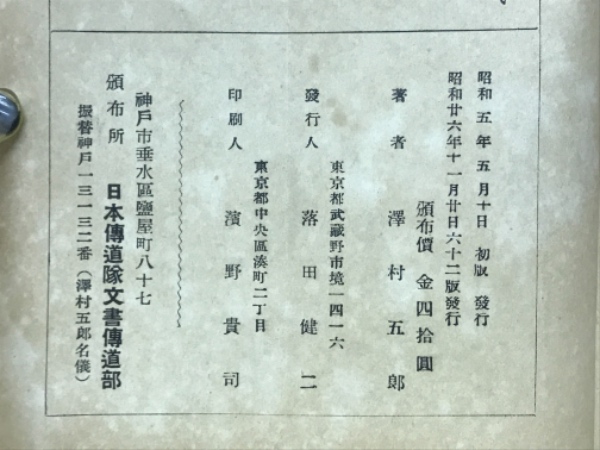 昭和五年五月十日 初版 發行
昭和廿六年十一月廿日六十二版發行
頒布價 金四拾圓
著者 澤村五郎
東京都武藏野市境一四一六
發行人 落田健二
東京都中央區湊町二丁目
印刷人 濱野貴司
神戶市垂水區鹽屋町八十七
頒布所 日本傳道隊文書傳道部
振替神戶一三一三二番（澤村五郎名儀）